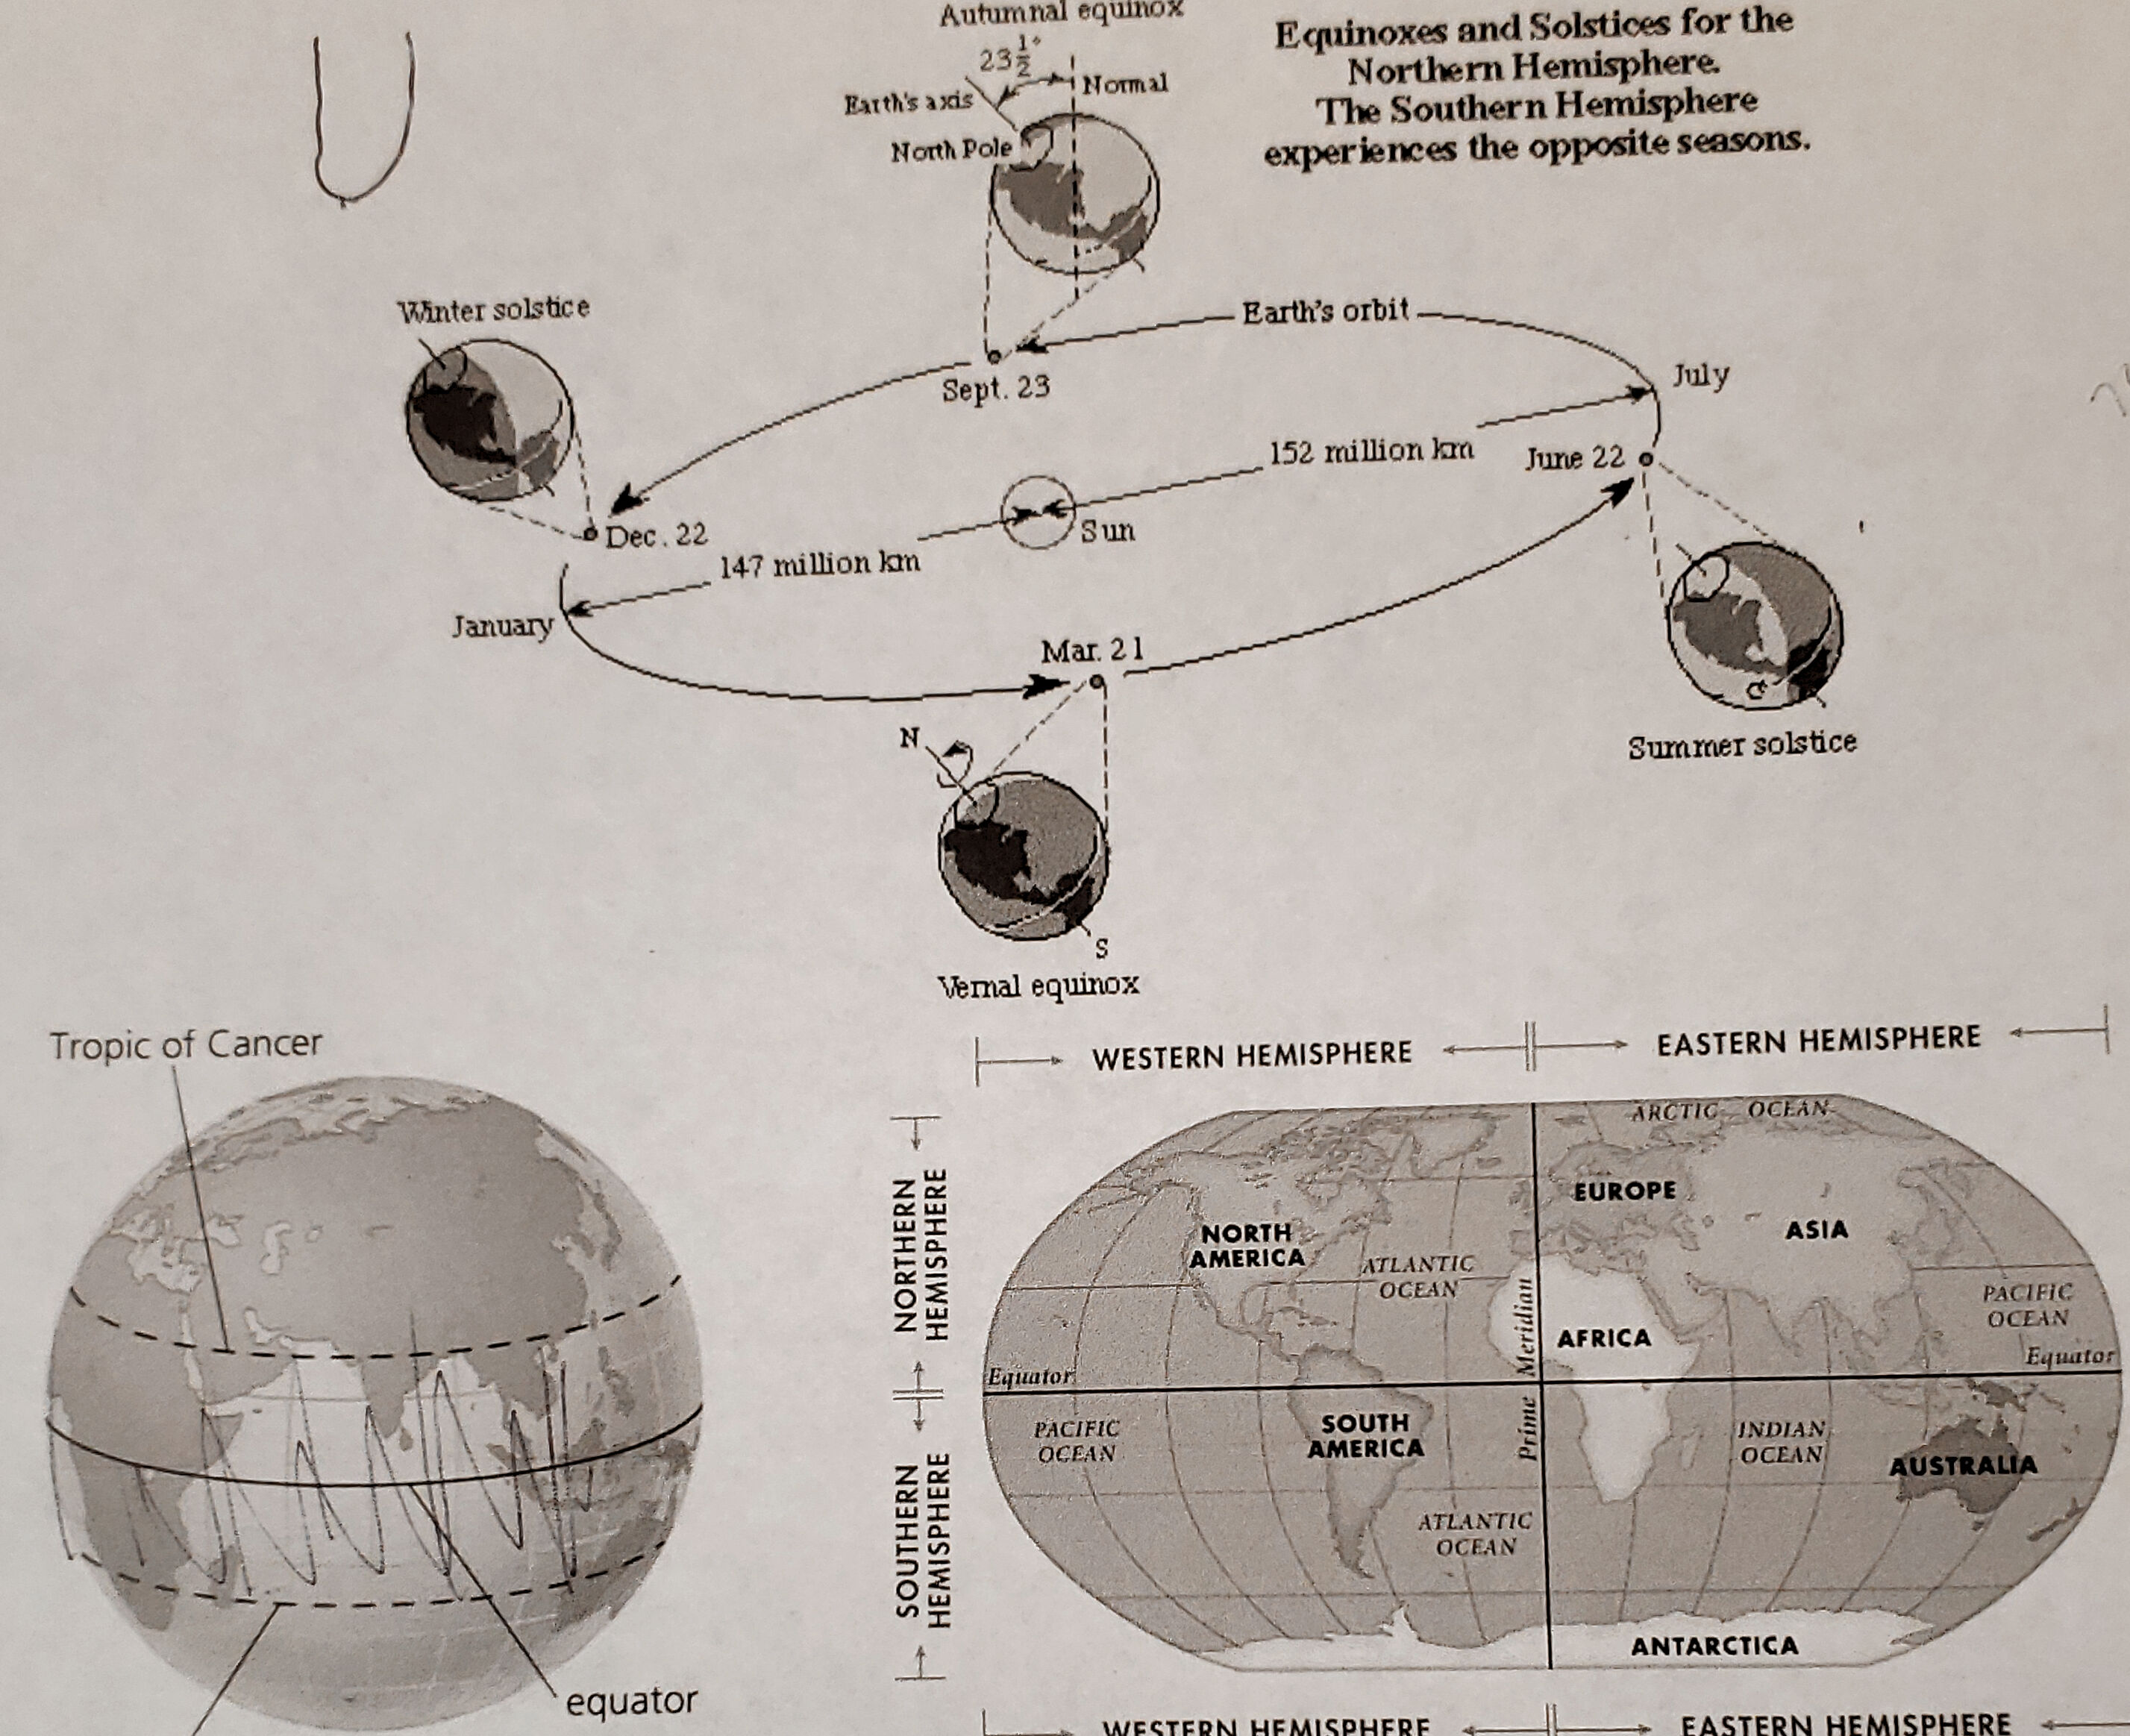 Autumnal equinox
23 1/2°
Normal
Earth's axis
North Pole
Equinoxes and Solstices for the
Northern Hemisphere.
The Southern Hemisphere
experiences the opposite seasons.
Winter solstice
Earth's orbit
Sept. 23
July
152 million km
June 22
Dec. 22
Sun
147 million km
January
Mar. 21
N
S
Summer solstice
Vernal equinox
Tropic of Cancer
equator
WESTERN HEMISPHERE
EASTERN HEMISPHERE
NORTHERN
HEMISPHERE
SOUTHERN
HEMISPHERE
ARCTIC OCEAN
EUROPE
NORTH
AMERICA
ASIA
ATLANTIC
OCEAN
PACIFIC
OCEAN
AFRICA
Equator
Equator
Prime Meridian
PACIFIC
OCEAN
SOUTH
AMERICA
INDIAN
OCEAN
AUSTRALIA
ATLANTIC
OCEAN
ANTARCTICA
WESTERN HEMISPHERE
EASTERN HEMISPHERE